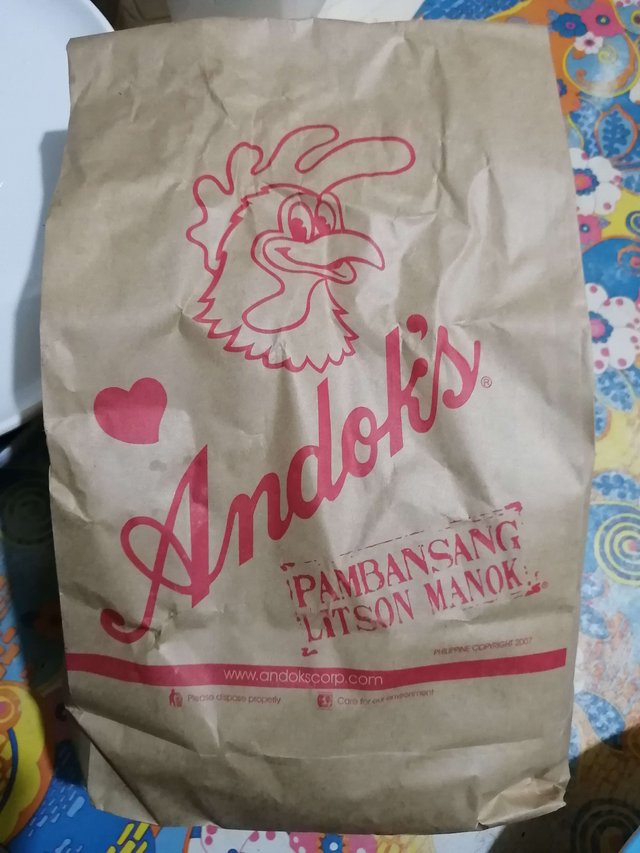 Andok's®
PAMBANSANG
LITSON MANOK
PHILIPPINE COPYRIGHT 2007
www.andokscorp.com
Please dispose properly
Care for our environment